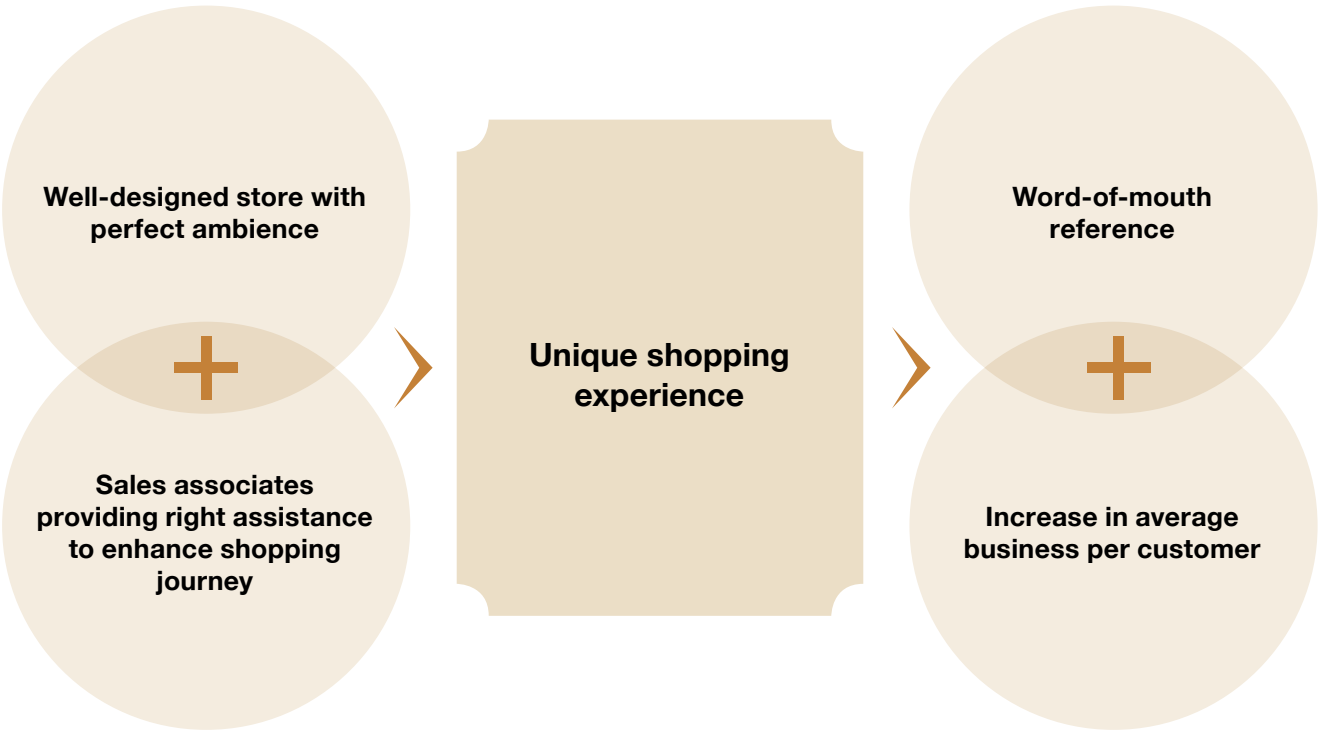 Well-designed store with
perfect ambience
Sales associates
providing right assistance
to enhance shopping
journey
Unique shopping
experience
Word-of-mouth
reference
Increase in average
business per customer